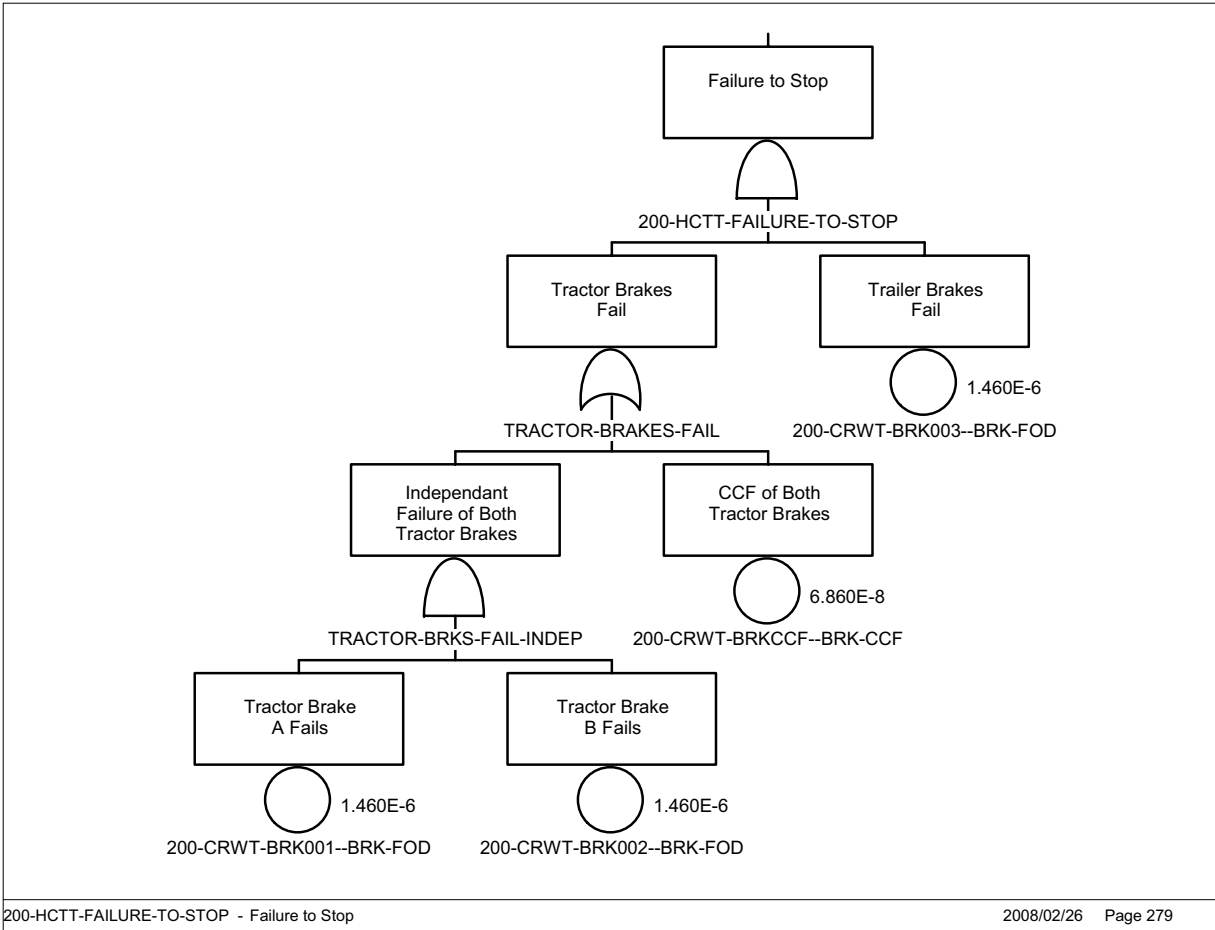 Failure to Stop
200-HCTT-FAILURE-TO-STOP
Tractor Brakes
Fail
Trailer Brakes
Fail
1.460E-6
TRACTOR-BRAKES-FAIL
200-CRWT-BRK003--BRK-FOD
Independant
Failure of Both
Tractor Brakes
CCF of Both
Tractor Brakes
6.860E-8
TRACTOR-BRKS-FAIL-INDEP
200-CRWT-BRKCCF--BRK-CCF
Tractor Brake
A Fails
Tractor Brake
B Fails
1.460E-6
1.460E-6
200-CRWT-BRK001--BRK-FOD
200-CRWT-BRK002--BRK-FOD
200-HCTT-FAILURE-TO-STOP - Failure to Stop
2008/02/26 Page 279